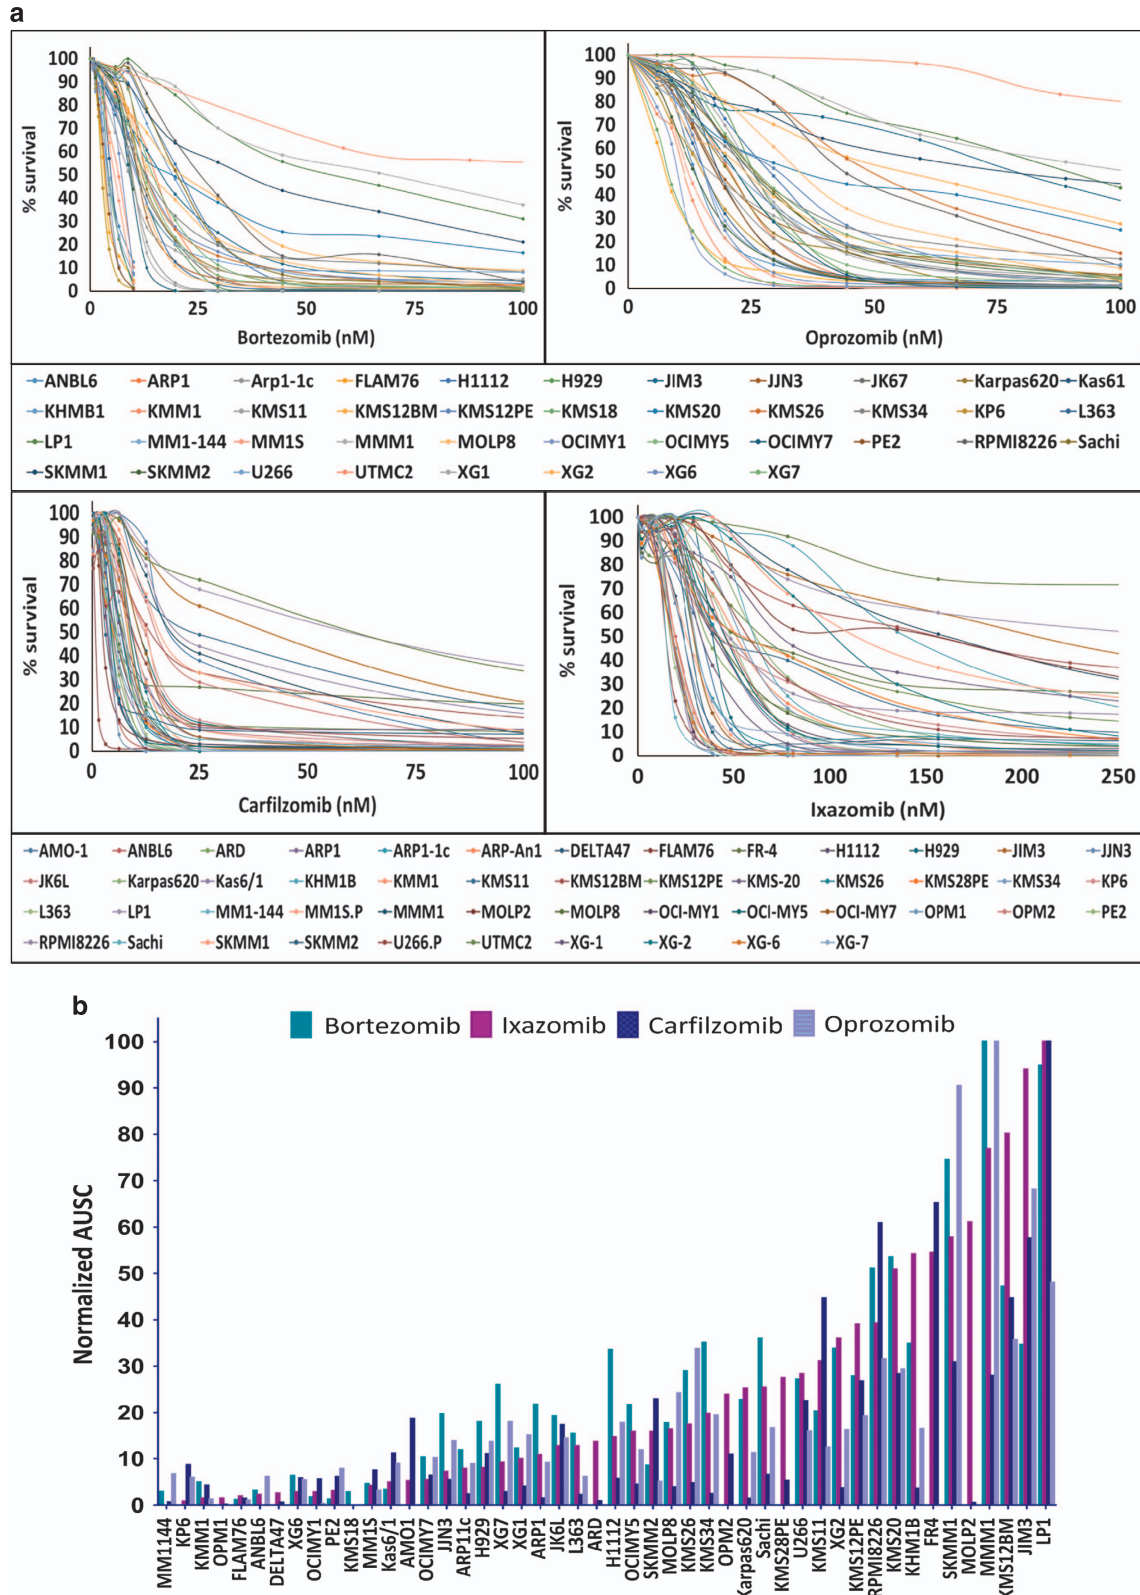 a
100
90
80
70
60
50
40
30
20
10
0
% survival
0 25 50 75 100
Bortezomib (nM)
100
90
80
70
60
50
40
30
20
10
0
% survival
0 25 50 75 100
Oprozomib (nM)
ANBL6 ARP1 Arp1-1c FLAM76 H1112 H929 JIM3 JJN3 JK67 Karpas620 Kas61
KHMB1 KMM1 KMS11 KMS12BM KMS12PE KMS18 KMS20 KMS26 KMS34 KP6 L363
LP1 MM1-144 MM1S MMM1 MOLP8 OCIMY1 OCIMY5 OCIMY7 PE2 RPMI8226 Sachi
SKMM1 SKMM2 U266 UTMC2 XG1 XG2 XG6 XG7
100
90
80
70
60
50
40
30
20
10
0
% survival
0 25 50 75 100
Carfilzomib (nM)
100
90
80
70
60
50
40
30
20
10
0
% survival
0 50 100 150 200 250
Ixazomib (nM)
AMO-1 ANBL6 ARD ARP1 ARP1-1c ARP-An1 DELTA47 FLAM76 FR-4 H1112 H929 JIM3 JJN3
JK6L Karpas620 Kas6/1 KHM1B KMM1 KMS11 KMS12BM KMS12PE KMS-20 KMS26 KMS28PE KMS34 KP6
L363 LP1 MM1-144 MM1S.P MMM1 MOLP2 MOLP8 OCI-MY1 OCI-MY5 OCI-MY7 OPM1 OPM2 PE2
RPMI8226 Sachi SKMM1 SKMM2 U266.P UTMC2 XG-1 XG-2 XG-6 XG-7
b
Bortezomib Ixazomib Carfilzomib Oprozomib
100
90
80
70
60
50
40
30
20
10
0
Normalized AUSC
MM1144
KP6
KMM1
OPM1
FLAM76
ANBL6
DELTA47
XG6
OCIMY1
PE2
KMS18
MM1S
Kas6/1
AMO1
OCIMY7
JJN3
ARP11c
H929
XG7
XG1
ARP1
JK6L
L363
ARD
H1112
OCIMY5
SKMM2
MOLP8
KMS26
KMS34
OPM2
Karpas620
Sachi
KMS28PE
U266
KMS11
XG2
KMS12PE
RPMI8226
KMS20
KHM1B
FR4
SKMM1
MOLP2
MMM1
KMS12BM
JIM3
LP1